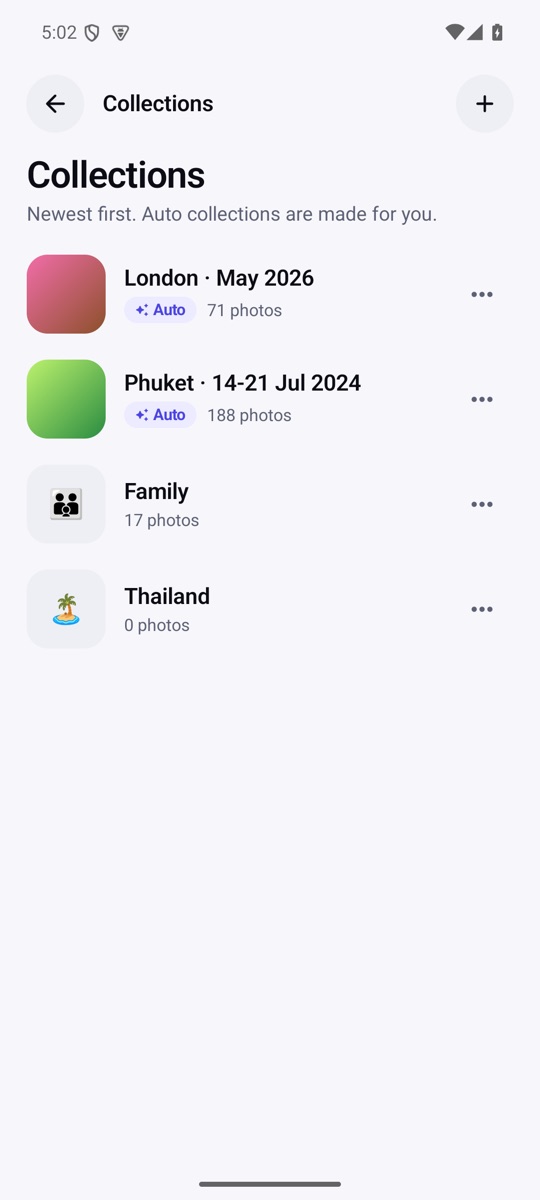 5:02
Collections
Collections
Newest first. Auto collections are made for you.
London · May 2026
Auto 71 photos
Phuket · 14-21 Jul 2024
Auto 188 photos
Family
17 photos
Thailand
0 photos